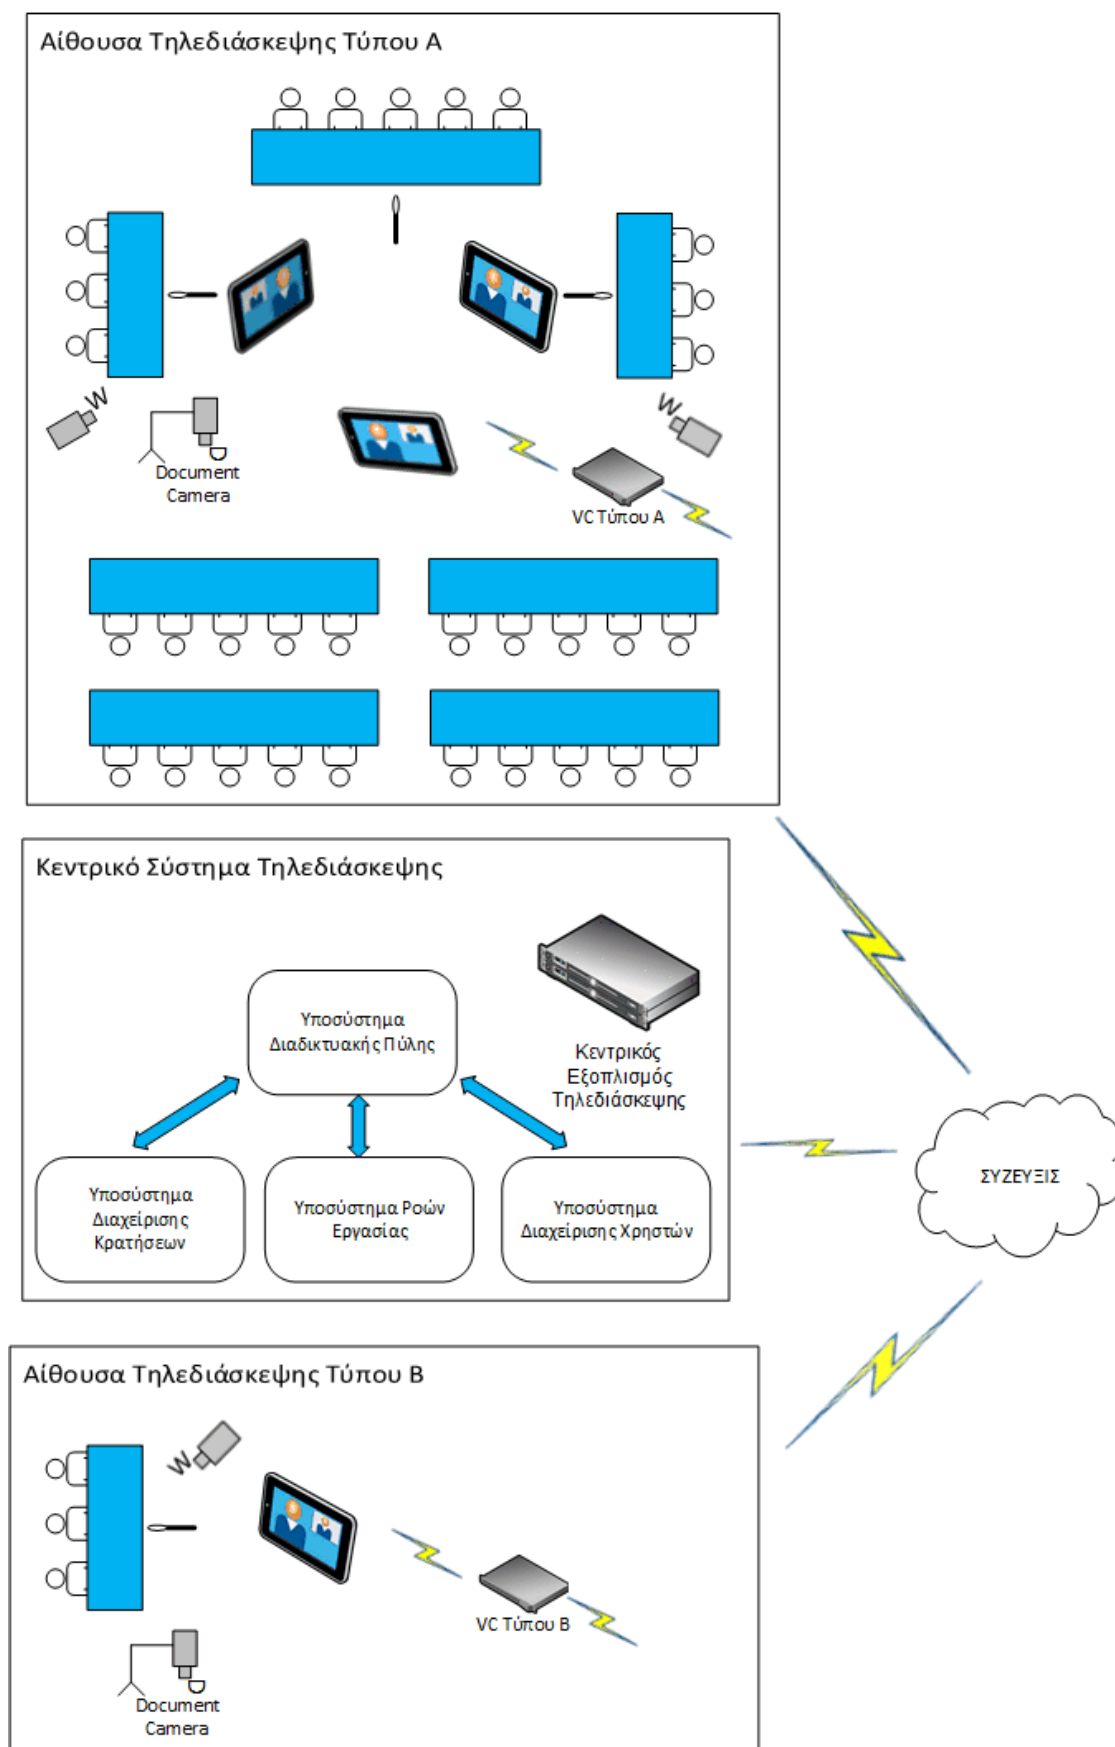 Αίθουσα Τηλεδιάσκεψης Τύπου Α
Document
Camera
VC Τύπου Α
Κεντρικό Σύστημα Τηλεδιάσκεψης
Υποσύστημα
Διαδικτυακής Πύλης
Κεντρικός
Εξοπλισμός
Τηλεδιάσκεψης
Υποσύστημα
Διαχείρισης
Κρατήσεων
Υποσύστημα Ροών
Εργασίας
Υποσύστημα
Διαχείρισης Χρηστών
ΣΥΖΕΥΞΙΣ
Αίθουσα Τηλεδιάσκεψης Τύπου Β
VC Τύπου Β
Document
Camera